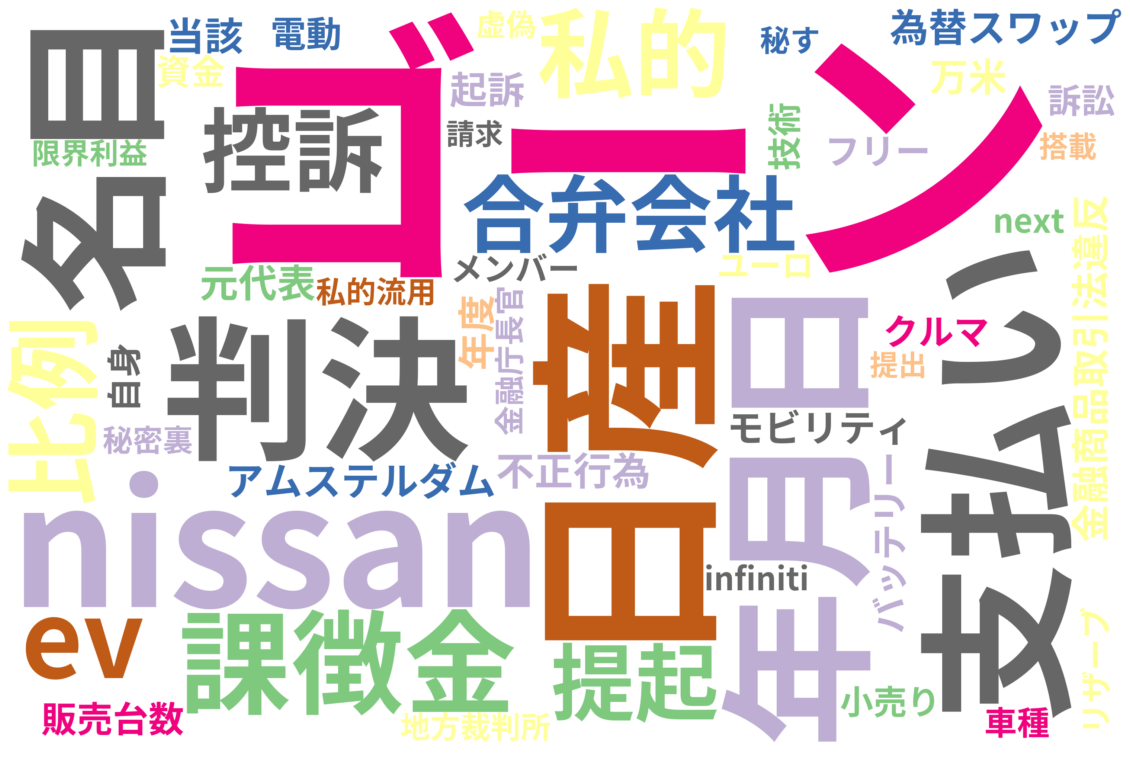 当該
電動
虚偽
私的
秘す
為替スワップ
資金
起訴
万米
訴訟
名目
ゴーン
控訴
請求
技術
フリー
搭載
限界利益
合弁会社
next
金融商品取引法違反
元代表
私的流用
メンバー
ユーロ
年度
金融庁長官
日産
年月日
クルマ
提出
支払い
比例
自身
判決
秘密裏
モビリティ
アムステルダム
不正行為
バッテリー
nissan
infiniti
ev
課徴金
提起
小売り
リザーブ
販売台数
地方裁判所
車種